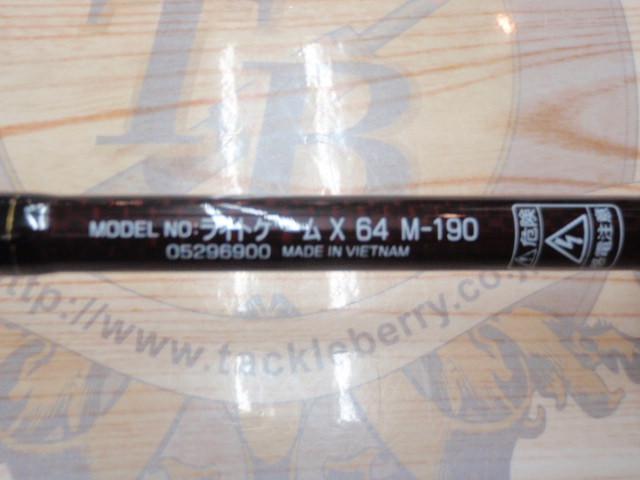 TB
MODEL NO:ライトゲーム X 64 M-190
05296900 MADE IN VIETNAM
危険
感電注意
http://www.tackleberry.co